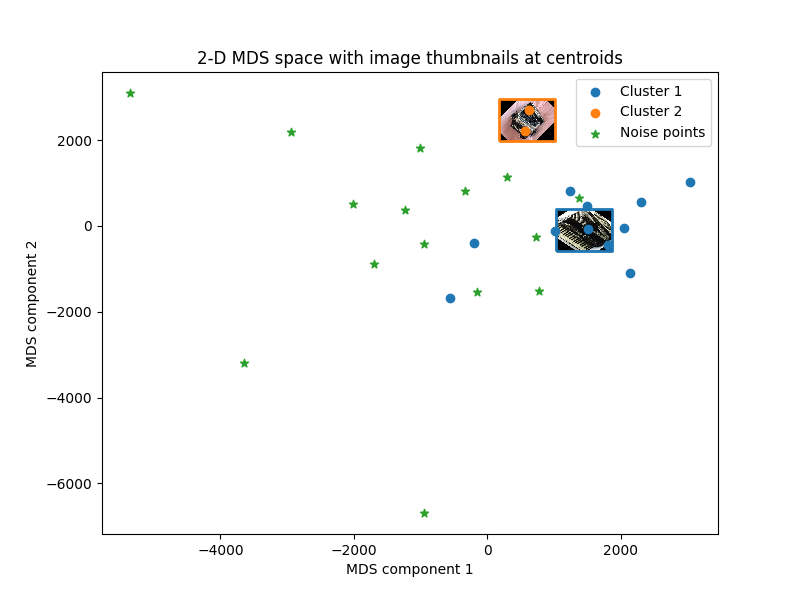 2-D MDS space with image thumbnails at centroids
Cluster 1
Cluster 2
Noise points
2000
0
−2000
−4000
−6000
MDS component 2
−4000
−2000
0
2000
MDS component 1